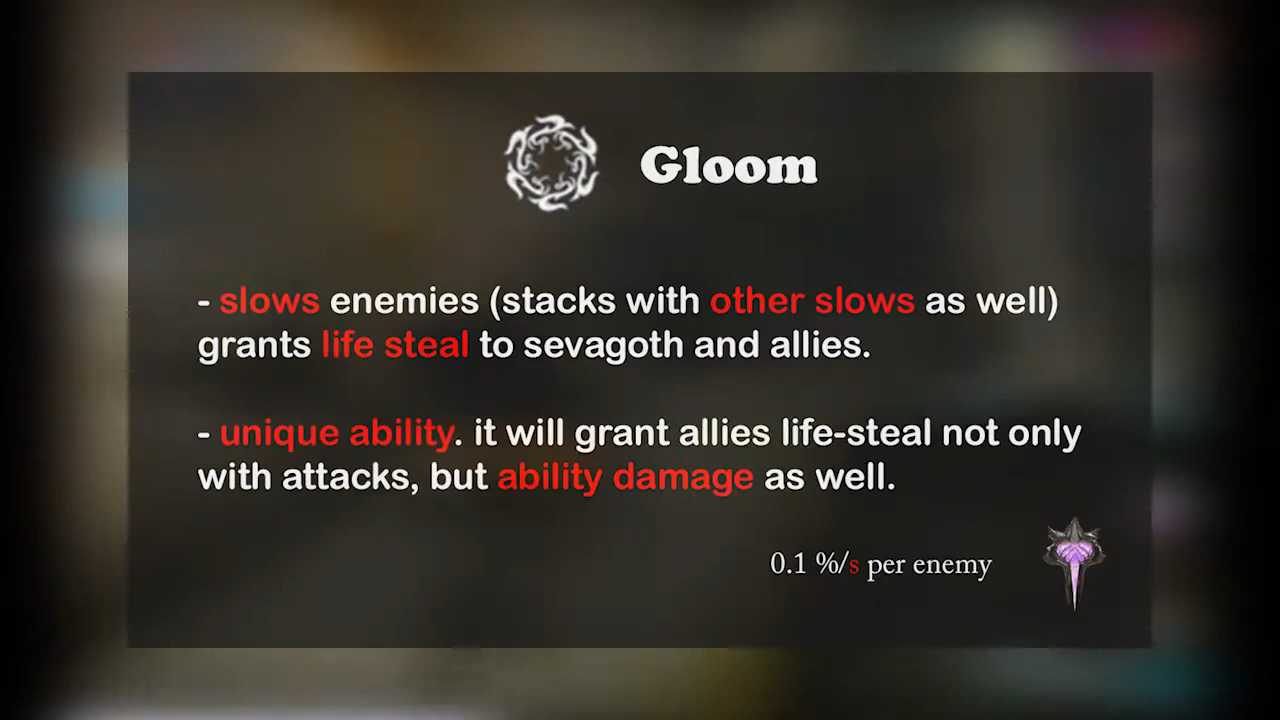 Gloom
- slows enemies (stacks with other slows as well)
grants life steal to sevagoth and allies.
- unique ability. it will grant allies life-steal not only
with attacks, but ability damage as well.
0.1 %/s per enemy